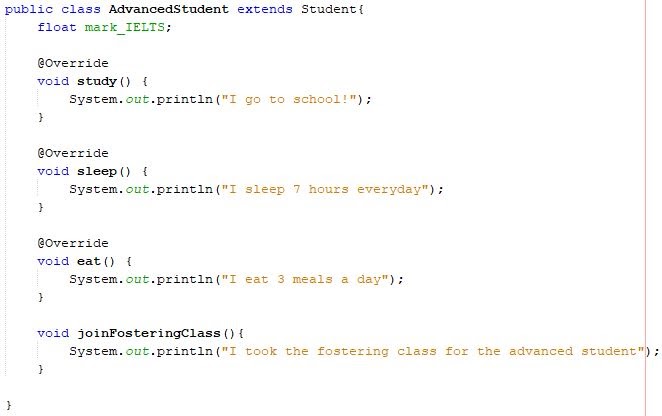 public class AdvancedStudent extends Student{
float mark_IELTS;
@Override
void study() {
System.out.println("I go to school!");
}
@Override
void sleep() {
System.out.println("I sleep 7 hours everyday");
}
@Override
void eat() {
System.out.println("I eat 3 meals a day");
}
void joinFosteringClass(){
System.out.println("I took the fostering class for the advanced student");
}
}